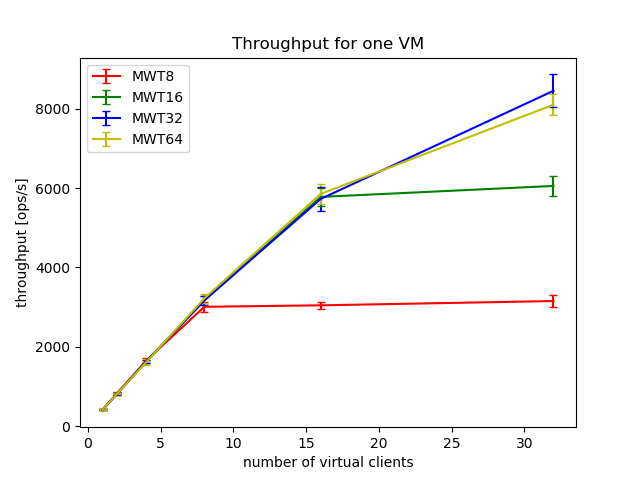 Throughput for one VM
MWT8
MWT16
MWT32
MWT64
throughput [ops/s]
8000
6000
4000
2000
0
0 5 10 15 20 25 30
number of virtual clients